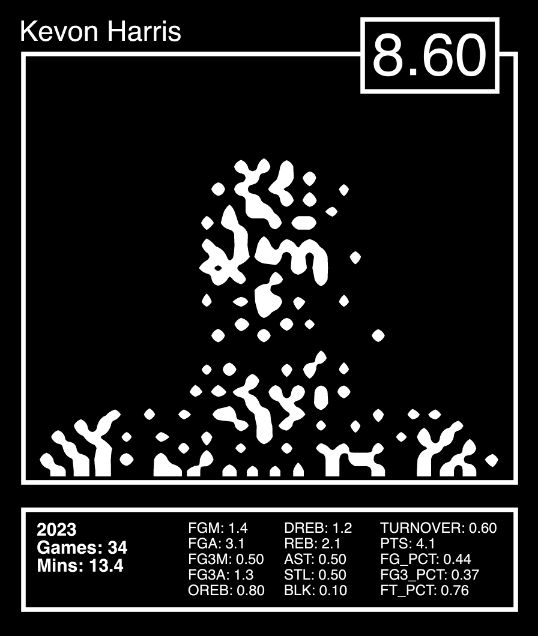 Kevon Harris
8.60
2023
Games: 34
Mins: 13.4
FGM: 1.4
FGA: 3.1
FG3M: 0.50
FG3A: 1.3
OREB: 0.80
DREB: 1.2
REB: 2.1
AST: 0.50
STL: 0.50
BLK: 0.10
TURNOVER: 0.60
PTS: 4.1
FG_PCT: 0.44
FG3_PCT: 0.37
FT_PCT: 0.76